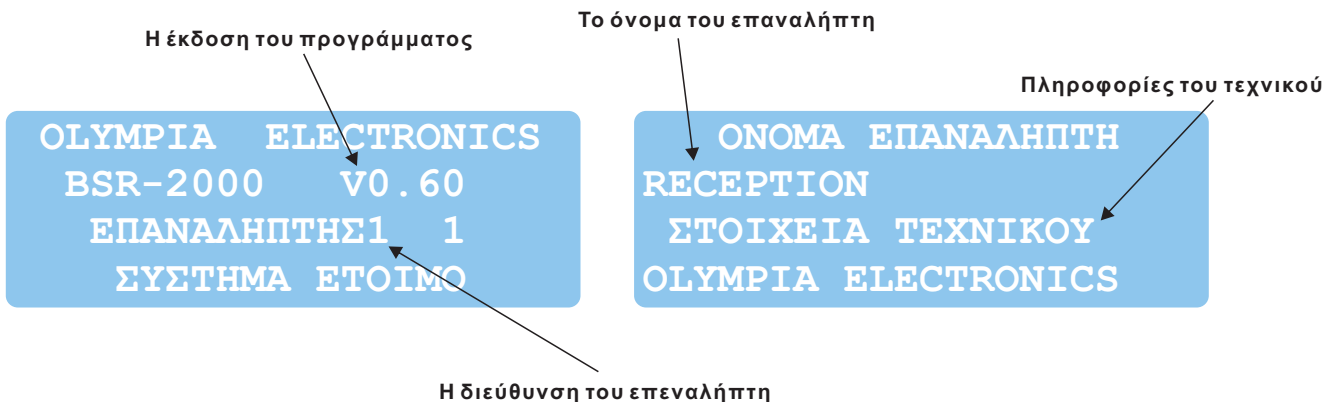 Το όνομα του επαναλήπτη
Η έκδοση του προγράμματος
Πληροφορίες του τεχνικού
OLYMPIA ELECTRONICS
BSR-2000 V0.60
ΕΠΑΝΑΛΗΠΤΗΣ1 1
ΣΥΣΤΗΜΑ ΕΤΟΙΜΟ
ΟΝΟΜΑ ΕΠΑΝΑΛΗΠΤΗ
RECEPTION
ΣΤΟΙΧΕΙΑ ΤΕΧΝΙΚΟΥ
OLYMPIA ELECTRONICS
Η διεύθυνση του επεναλήπτη